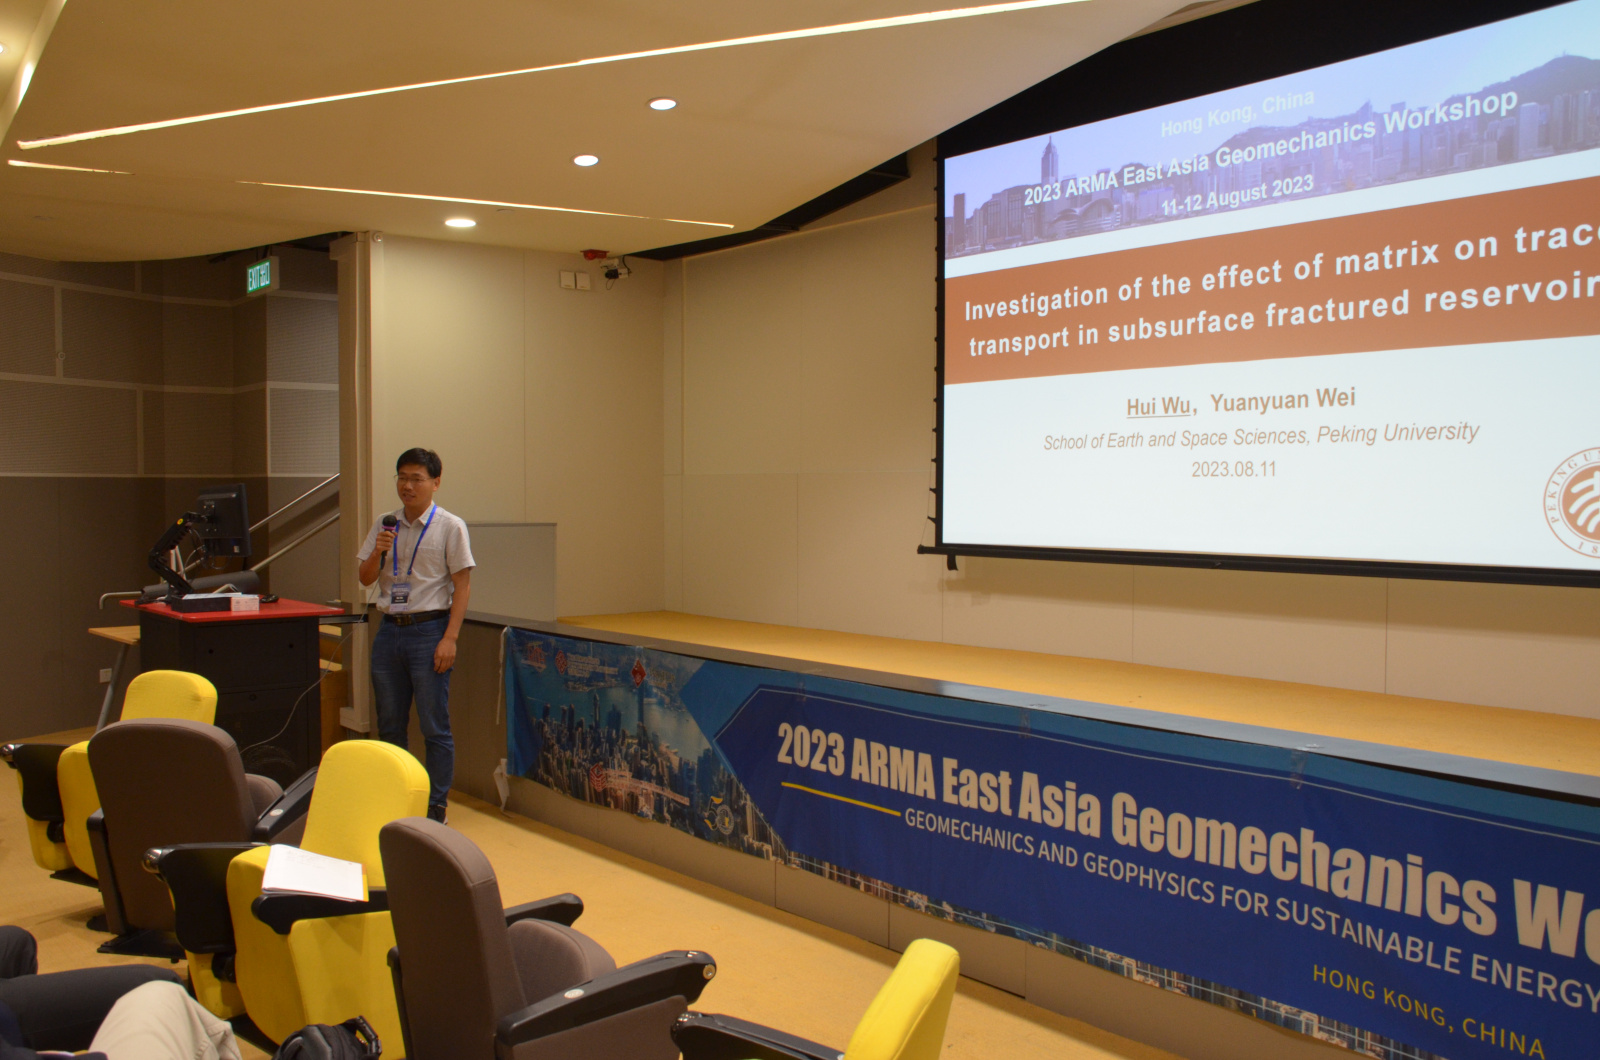 Hong Kong, China
2023 ARMA East Asia Geomechanics Workshop
11-12 August 2023
Investigation of the effect of matrix on trac
transport in subsurface fractured reservoir
Hui Wu, Yuanyuan Wei
School of Earth and Space Sciences, Peking University
2023.08.11
PEKING U
EXIT
2023 ARMA East Asia Geomechanics Wo
GEOMECHANICS AND GEOPHYSICS FOR SUSTAINABLE ENERGY
HONG KONG, CHINA